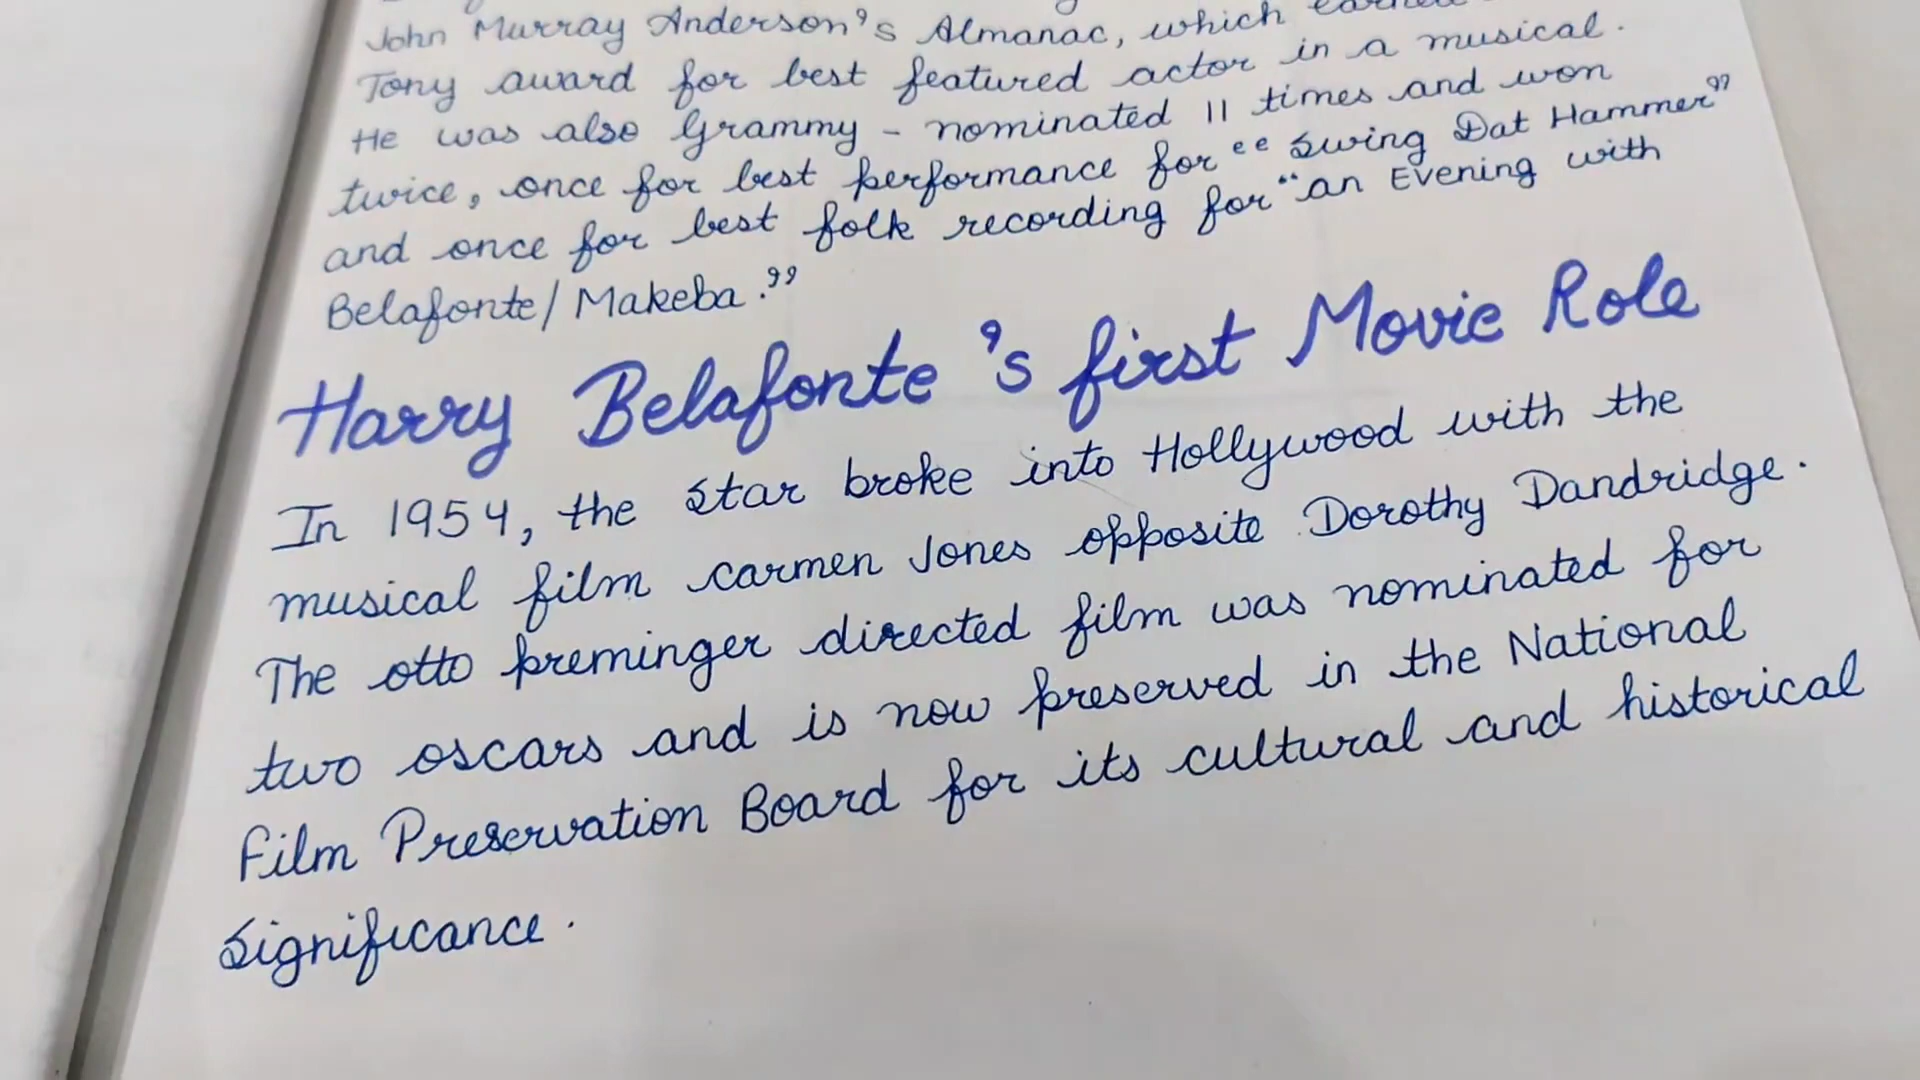 John Murray Anderson's Almanac, which earned
Tony award for best featured actor in a musical.
He was also Grammy - nominated 11 times and won
twice, once for best performance for "Swing Dat Hammer"
and once for best folk recording for "an Evening with
Belafonte/Makeba."
Harry Belafonte's first Movie Role
In 1954, the star broke into Hollywood with the
musical film carmen Jones opposite Dorothy Dandridge.
The otto preminger directed film was nominated for
two oscars and is now preserved in the National
Film Preservation Board for its cultural and historical
significance.